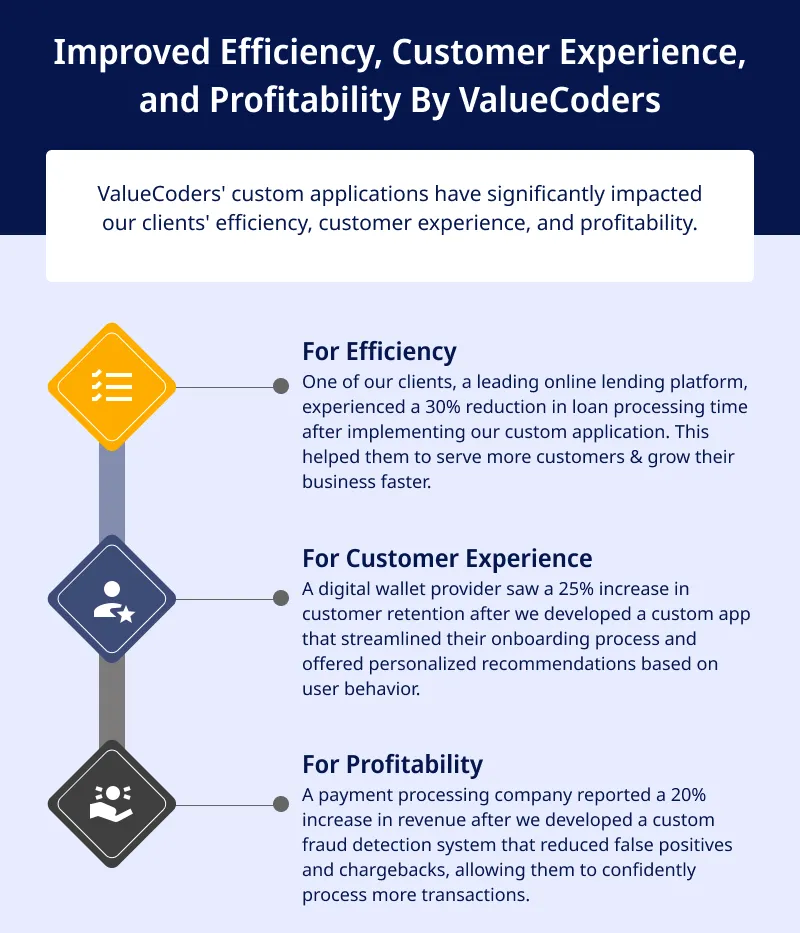 Improved Efficiency, Customer Experience,
and Profitability By ValueCoders
ValueCoders' custom applications have significantly impacted
our clients' efficiency, customer experience, and profitability.
For Efficiency
One of our clients, a leading online lending platform,
experienced a 30% reduction in loan processing time
after implementing our custom application. This
helped them to serve more customers & grow their
business faster.
For Customer Experience
A digital wallet provider saw a 25% increase in
customer retention after we developed a custom app
that streamlined their onboarding process and
offered personalized recommendations based on
user behavior.
For Profitability
A payment processing company reported a 20%
increase in revenue after we developed a custom
fraud detection system that reduced false positives
and chargebacks, allowing them to confidently
process more transactions.